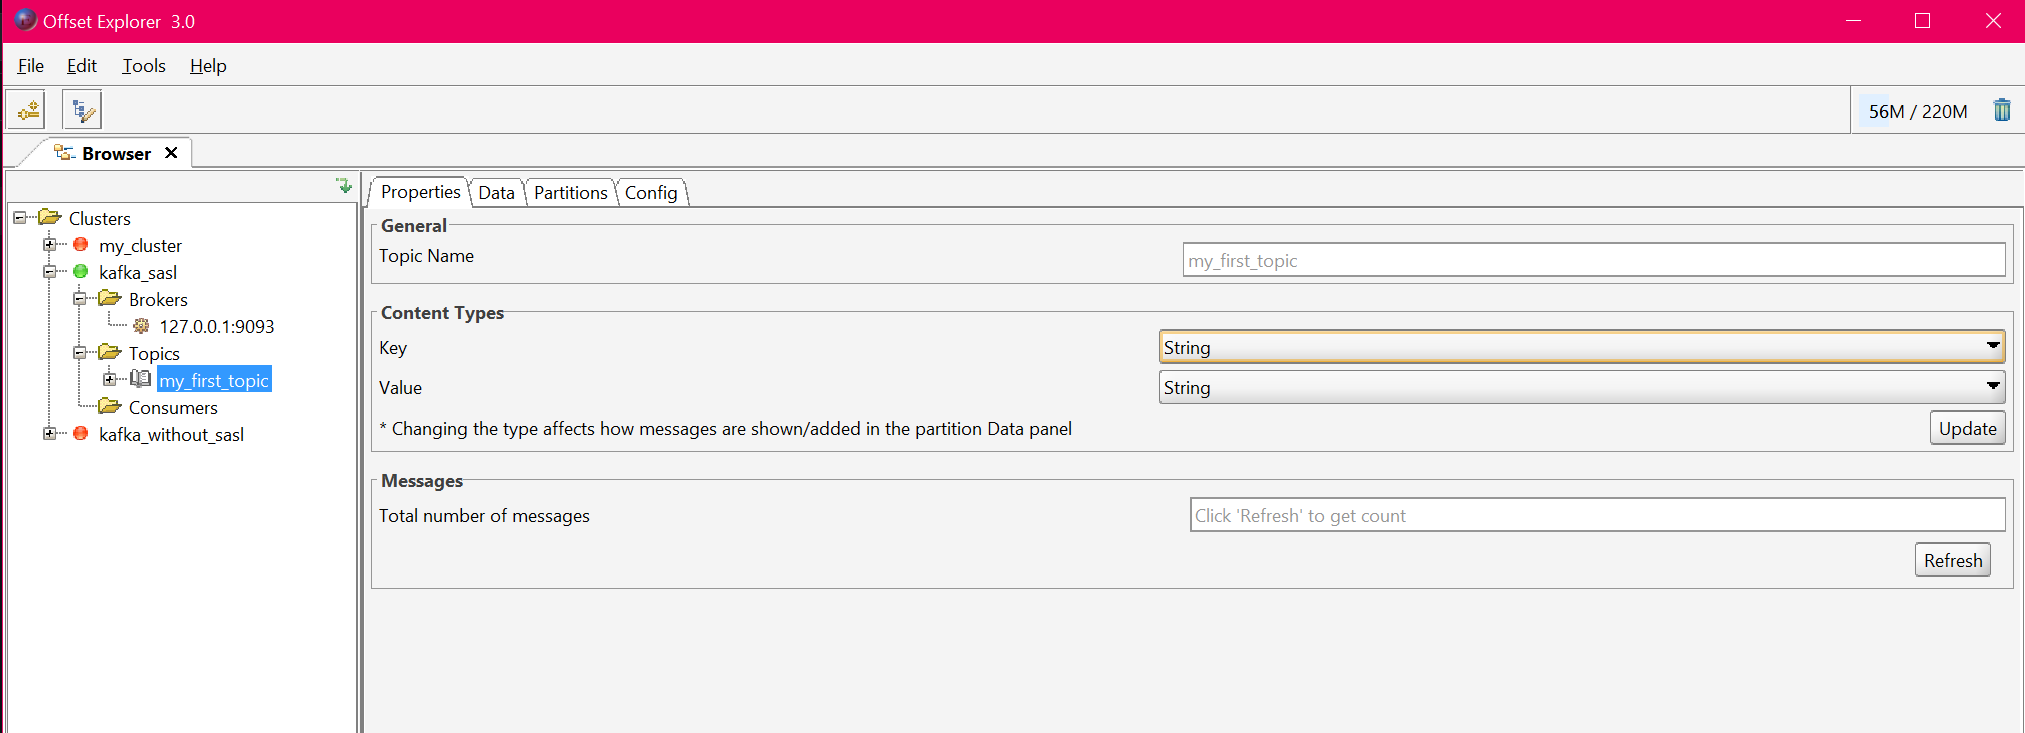 Offset Explorer 3.0
File Edit Tools Help
56M / 220M
Browser
Properties Data Partitions Config
Clusters
my_cluster
kafka_sasl
Brokers
127.0.0.1:9093
Topics
my_first_topic
Consumers
kafka_without_sasl
General
Topic Name my_first_topic
Content Types
Key String
Value String
* Changing the type affects how messages are shown/added in the partition Data panel Update
Messages
Total number of messages Click 'Refresh' to get count
Refresh